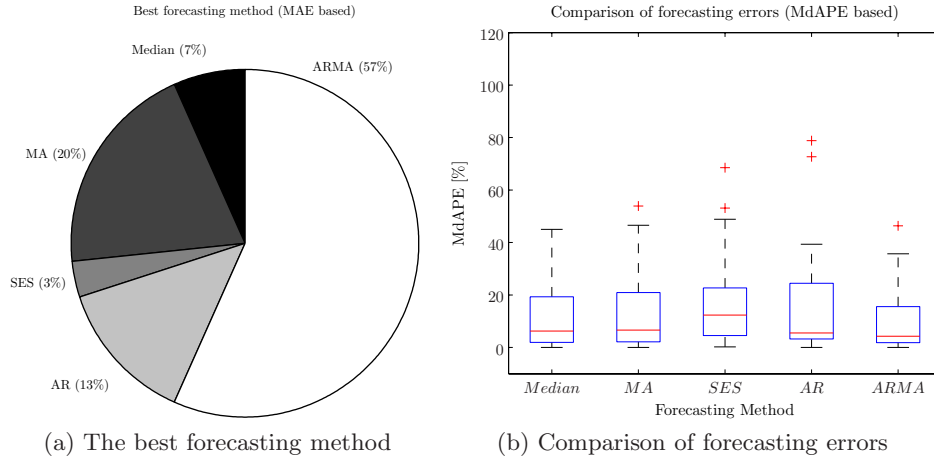 Best forecasting method (MAE based)
Median (7%)
ARMA (57%)
MA (20%)
SES (3%)
AR (13%)
(a) The best forecasting method
Comparison of forecasting errors (MdAPE based)
120
100
80
60
40
20
0
MdAPE [%]
Median MA SES AR ARMA
Forecasting Method
(b) Comparison of forecasting errors